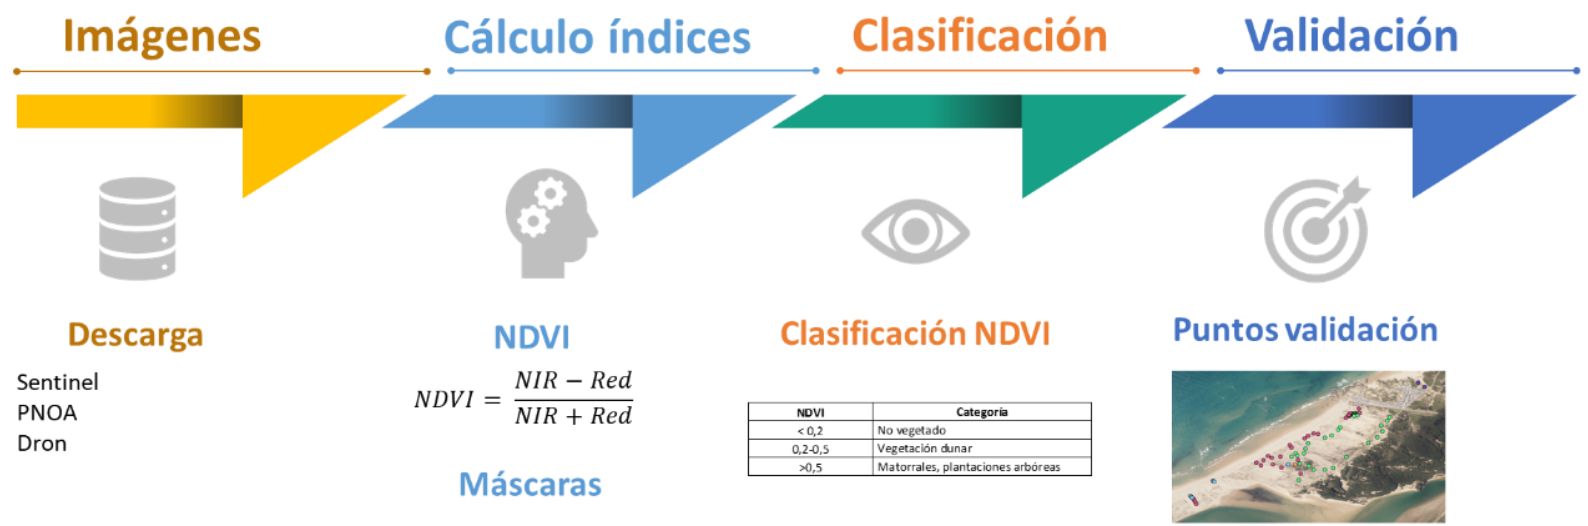 Imágenes
Cálculo índices
Clasificación
Validación
Descarga
Sentinel
PNOA
Dron
NDVI
NDVI = (NIR − Red) / (NIR + Red)
Máscaras
Clasificación NDVI
NDVI Categoría
< 0,2 No vegetado
0,2-0,5 Vegetación dunar
>0,5 Matorrales, plantaciones arbóreas
Puntos validación